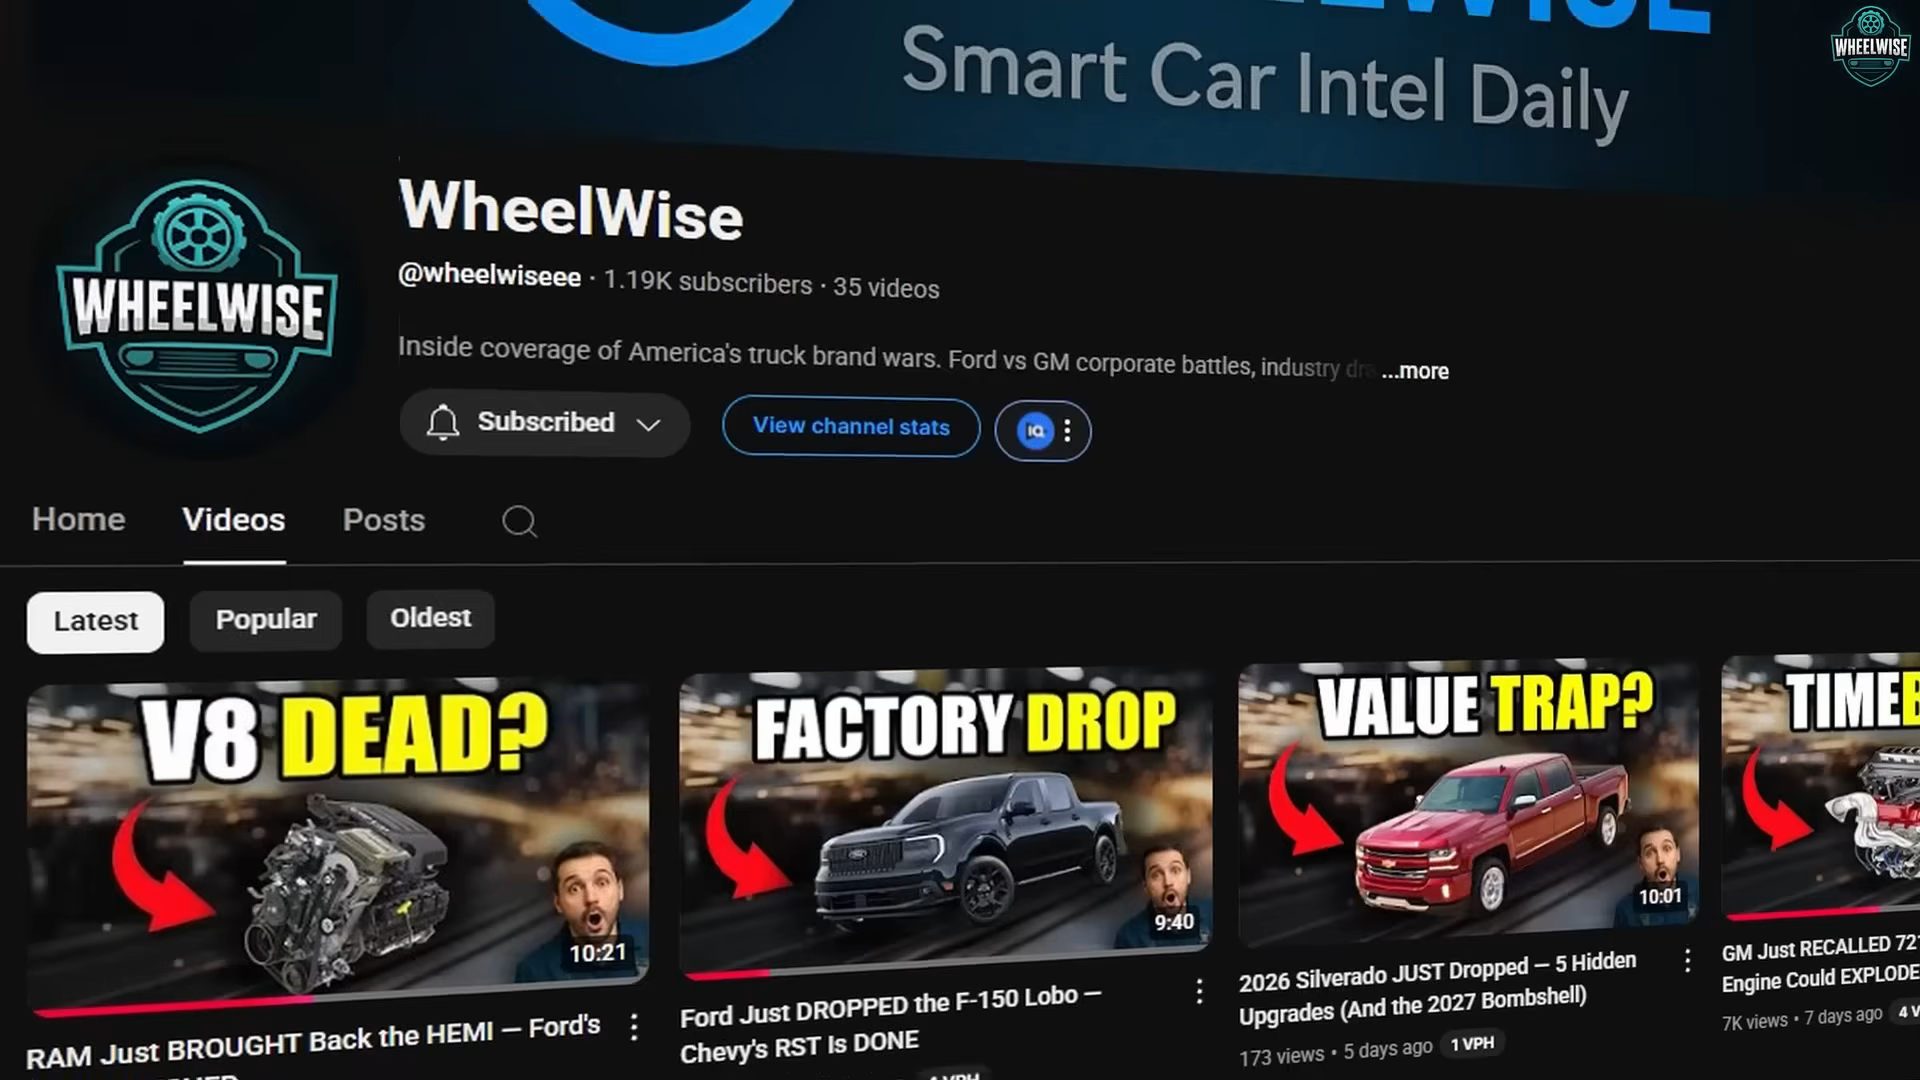 Smart Car Intel Daily
WHEELWISE
WheelWise
@wheelwiseee · 1.19K subscribers · 35 videos
WHEELWISE
Inside coverage of America's truck brand wars. Ford vs GM corporate battles, industry ...more
Subscribed
View channel stats
IQ
Home
Videos
Posts
Latest
Popular
Oldest
V8 DEAD?
10:21
FACTORY DROP
9:40
VALUE TRAP?
10:01
RAM Just BROUGHT Back the HEMI — Ford's
Ford Just DROPPED the F-150 Lobo —
Chevy's RST Is DONE
2026 Silverado JUST Dropped — 5 Hidden
Upgrades (And the 2027 Bombshell)
173 views • 5 days ago
1 VPH
GM Just RECALLED
Engine Could EXPLODE
7K views • 7 days ago